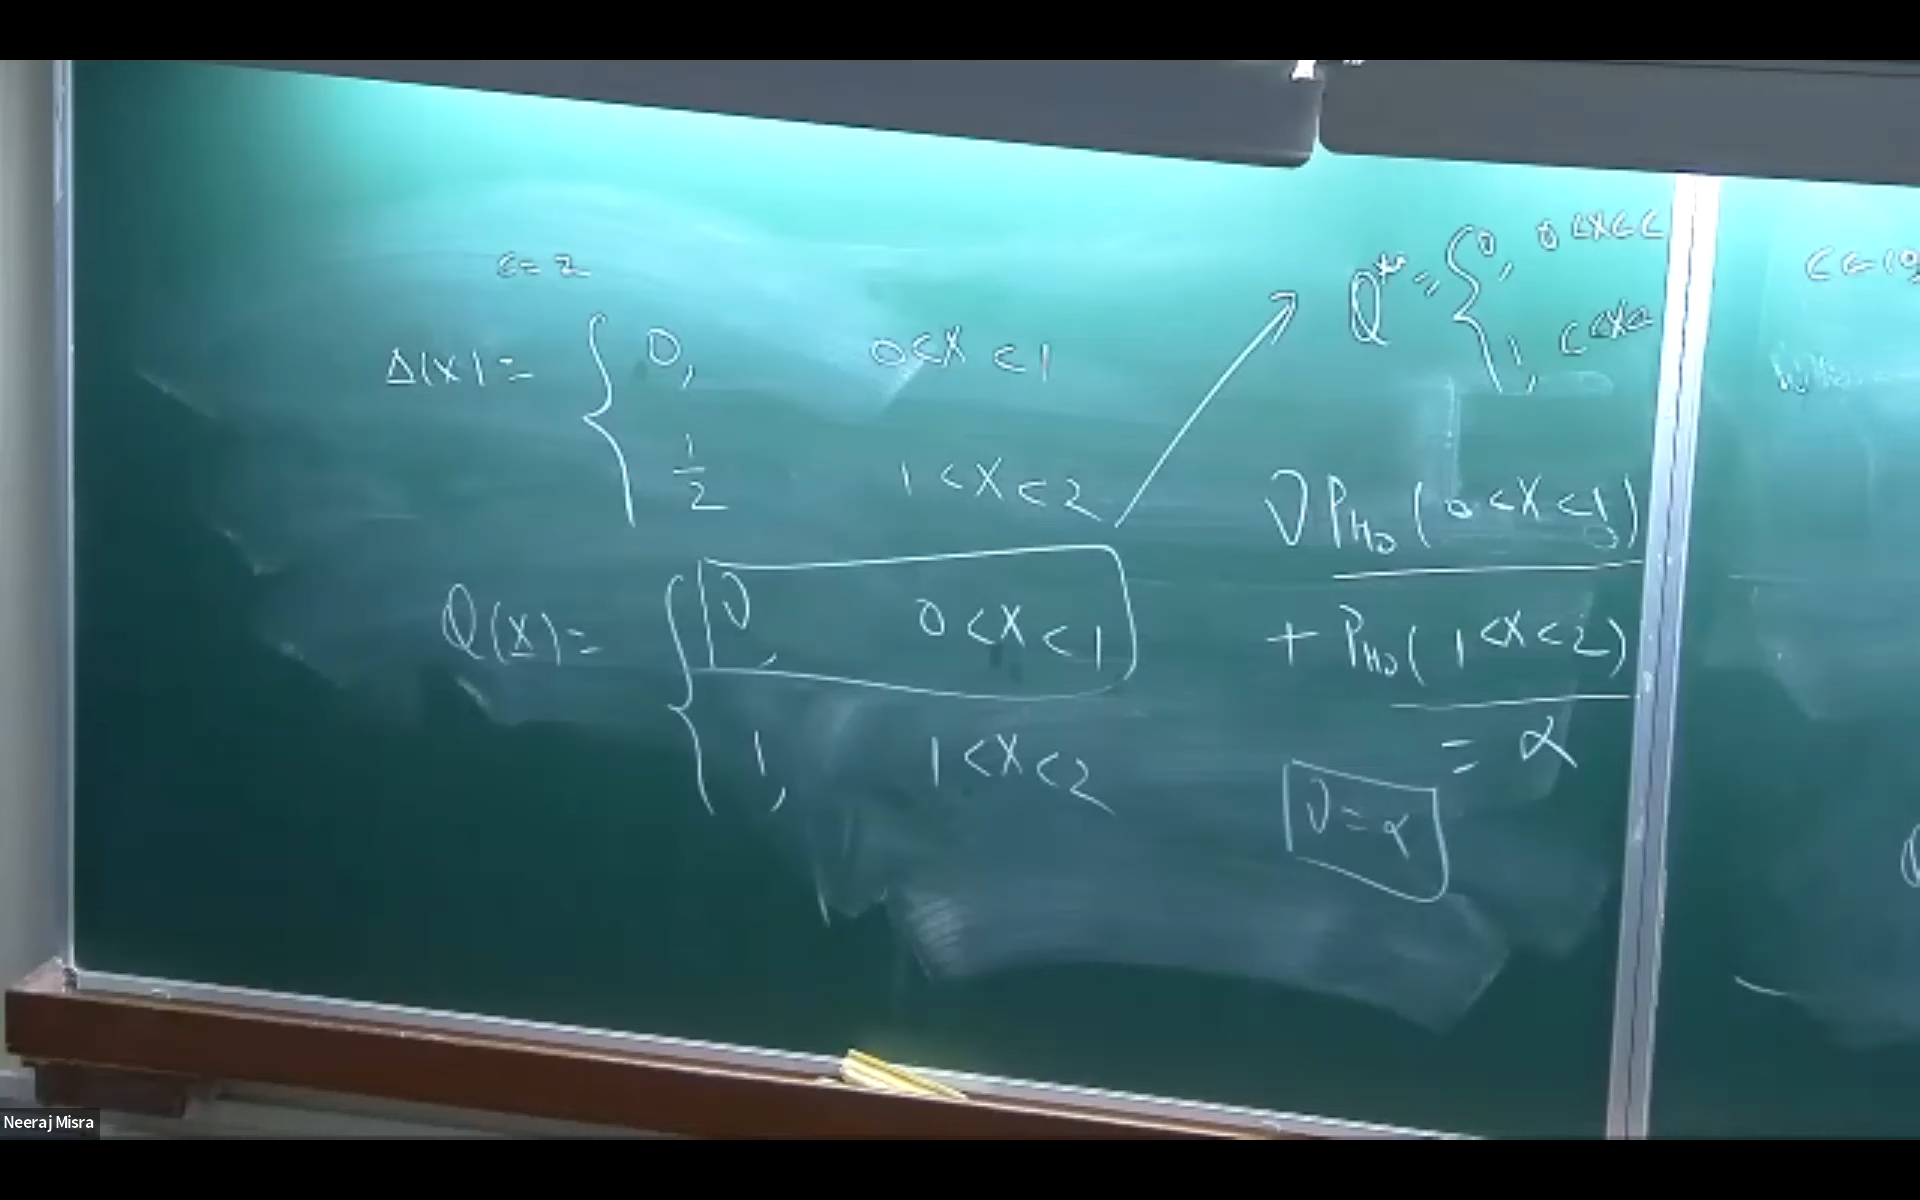 c = 2
Δ(x) = { 0, 0<x<1
1/2 1<x<2
Q(x) = { ν, 0<x<1
1, 1<x<2
Q** = { 0, 0<x<c
1, c<x<
ν P_H₀ (0<x<1)
+ P_H₀ (1<x<2)
= α
ν = α
Neeraj Misra